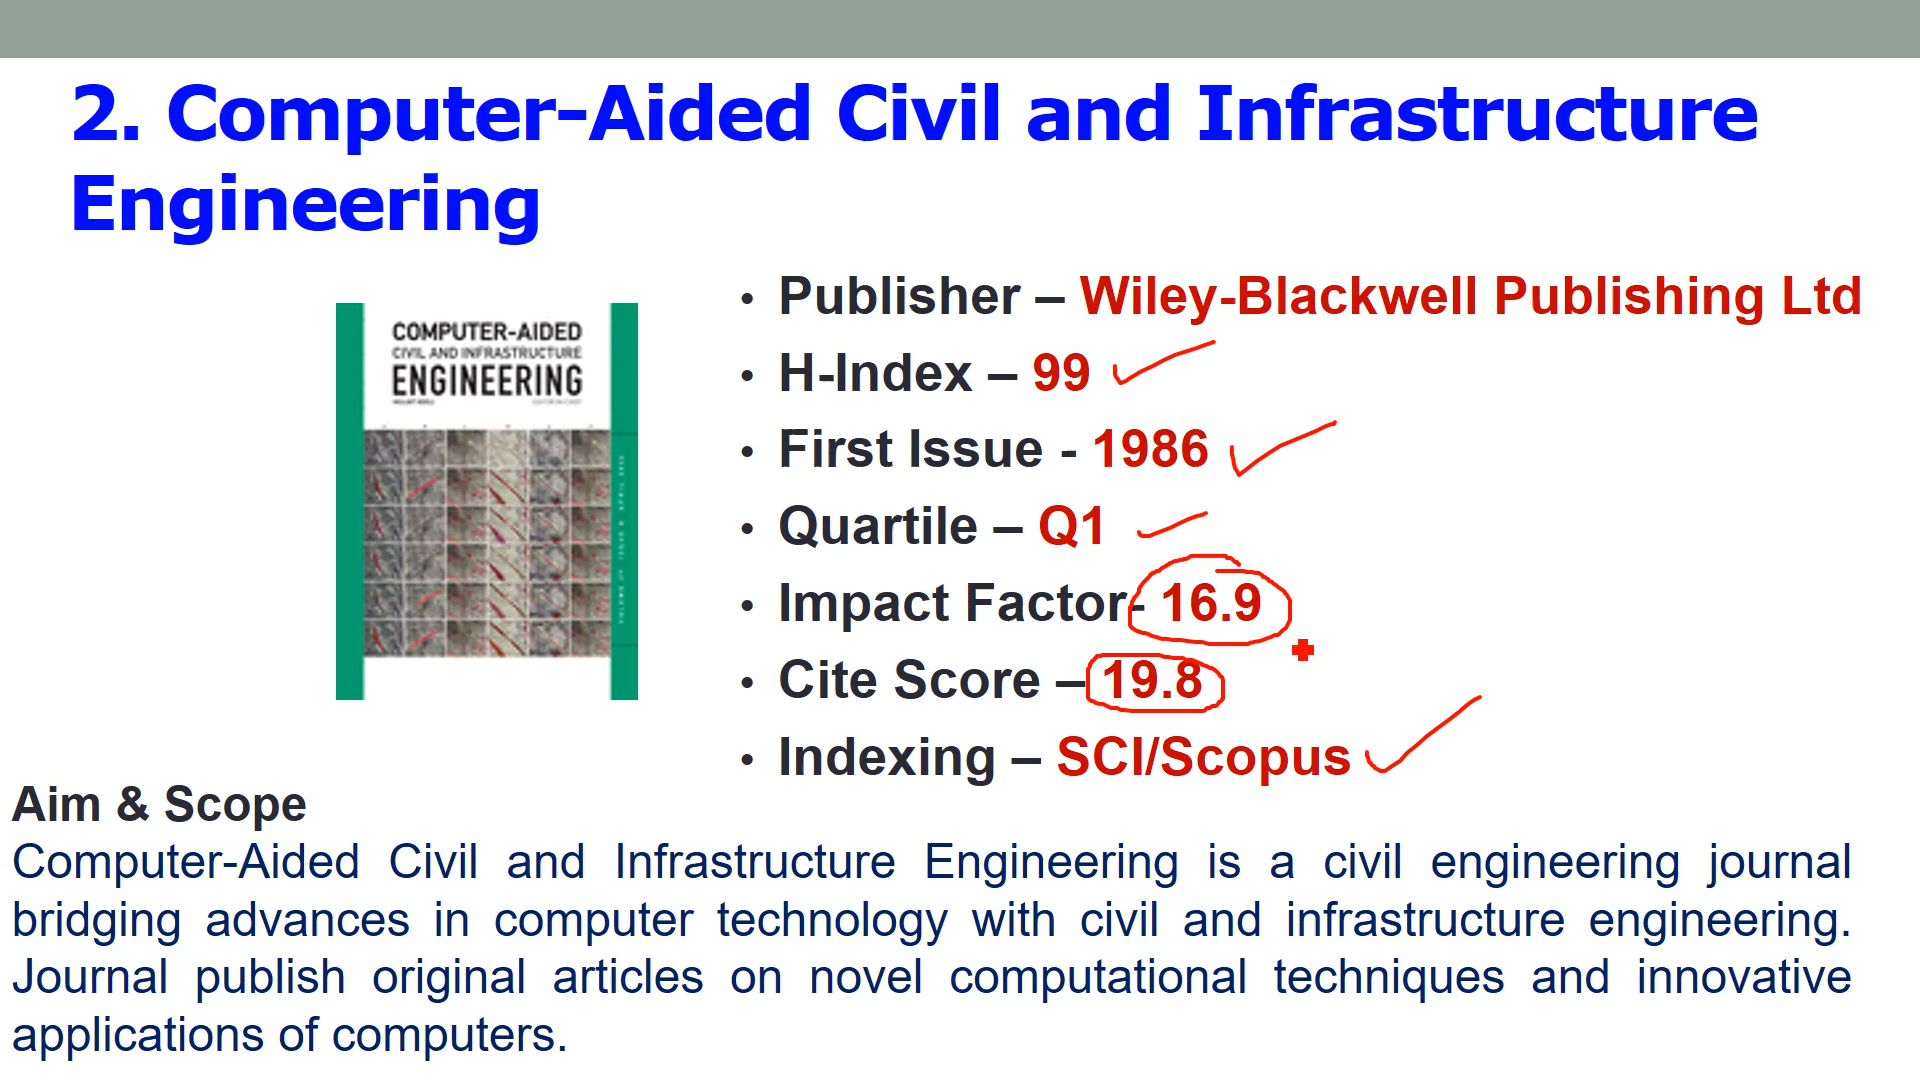 2. Computer-Aided Civil and Infrastructure
Engineering
COMPUTER-AIDED
CIVIL AND INFRASTRUCTURE
ENGINEERING
• Publisher – Wiley-Blackwell Publishing Ltd
• H-Index – 99
• First Issue - 1986
• Quartile – Q1
• Impact Factor- 16.9
• Cite Score – 19.8
• Indexing – SCI/Scopus
Aim & Scope
Computer-Aided Civil and Infrastructure Engineering is a civil engineering journal
bridging advances in computer technology with civil and infrastructure engineering.
Journal publish original articles on novel computational techniques and innovative
applications of computers.